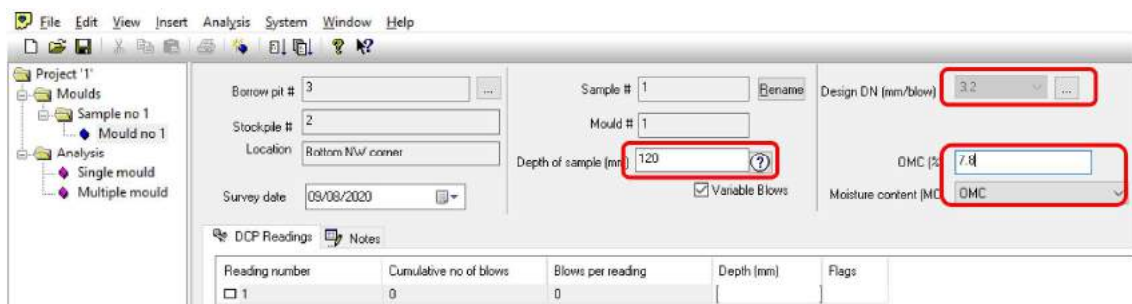 File Edit View Insert Analysis System Window Help
Project '1'
Moulds
Sample no 1
Mould no 1
Analysis
Single mould
Multiple mould
Borrow pit # 3 ...
Stockpile # 2
Location Bottom NW corner
Survey date 09/08/2020
Sample # 1 Rename
Mould # 1
Depth of sample (mm) 120 ?
Variable Blows
Design DN (mm/blow) 3.2 ...
OMC (% 7.8
Moisture content (MC OMC
DCP Readings Notes
Reading number Cumulative no of blows Blows per reading Depth (mm) Flags
1 0 0